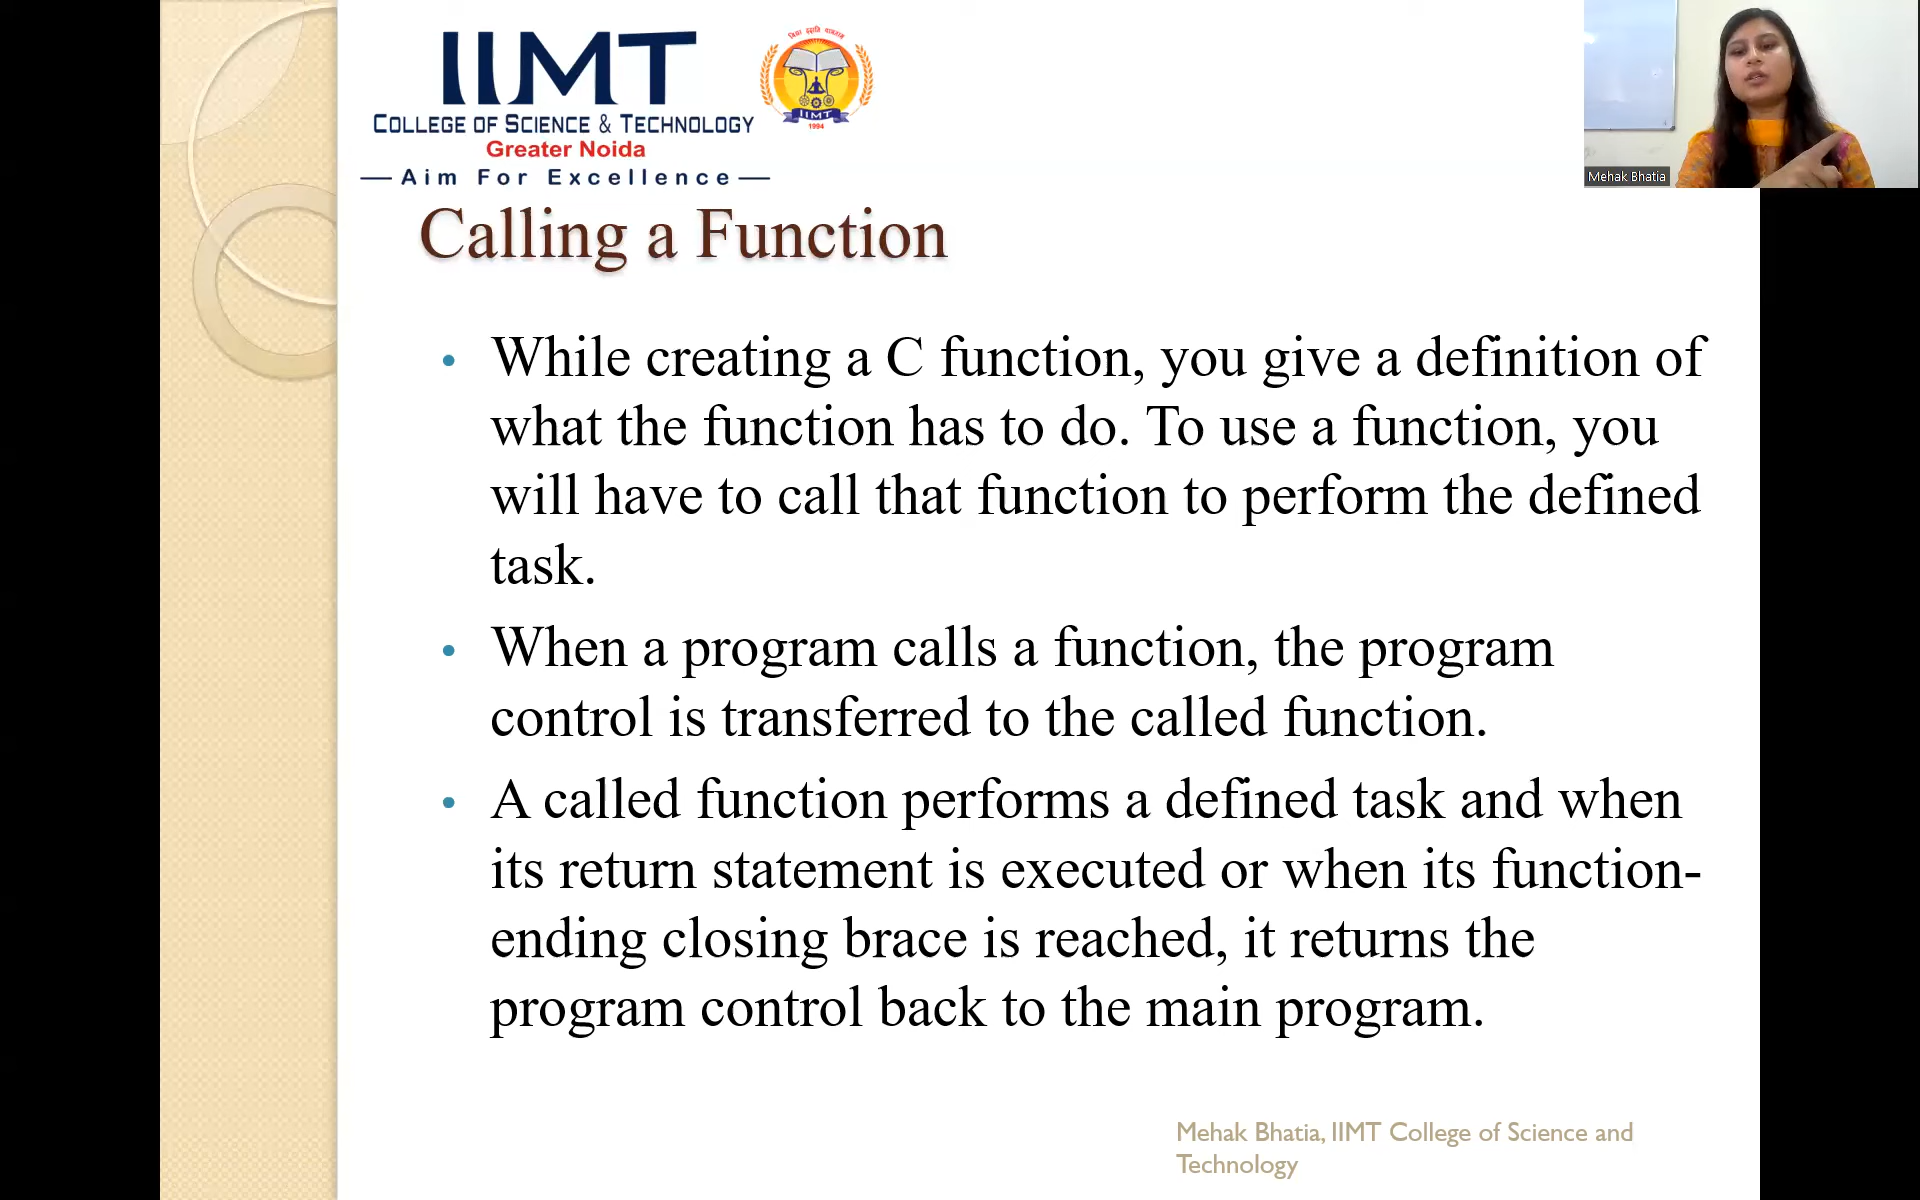 IIMT
COLLEGE OF SCIENCE & TECHNOLOGY
Greater Noida
Aim For Excellence
IIMT
1994
Mehak Bhatia
Calling a Function
• While creating a C function, you give a definition of
what the function has to do. To use a function, you
will have to call that function to perform the defined
task.
• When a program calls a function, the program
control is transferred to the called function.
• A called function performs a defined task and when
its return statement is executed or when its function-
ending closing brace is reached, it returns the
program control back to the main program.
Mehak Bhatia, IIMT College of Science and
Technology